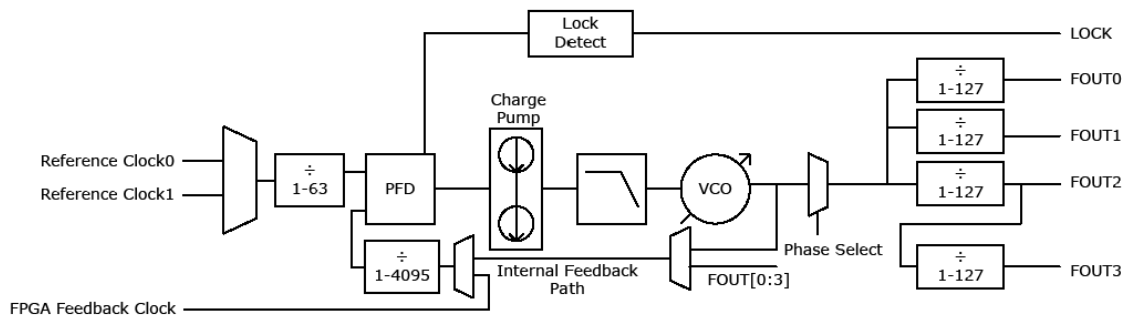 Lock
Detect
LOCK
÷
1-127
FOUT0
Charge
Pump
÷
1-127
FOUT1
Reference Clock0
Reference Clock1
÷
1-63
PFD
VCO
÷
1-127
FOUT2
Phase Select
÷
1-4095
Internal Feedback
Path
FOUT[0:3]
÷
1-127
FOUT3
FPGA Feedback Clock